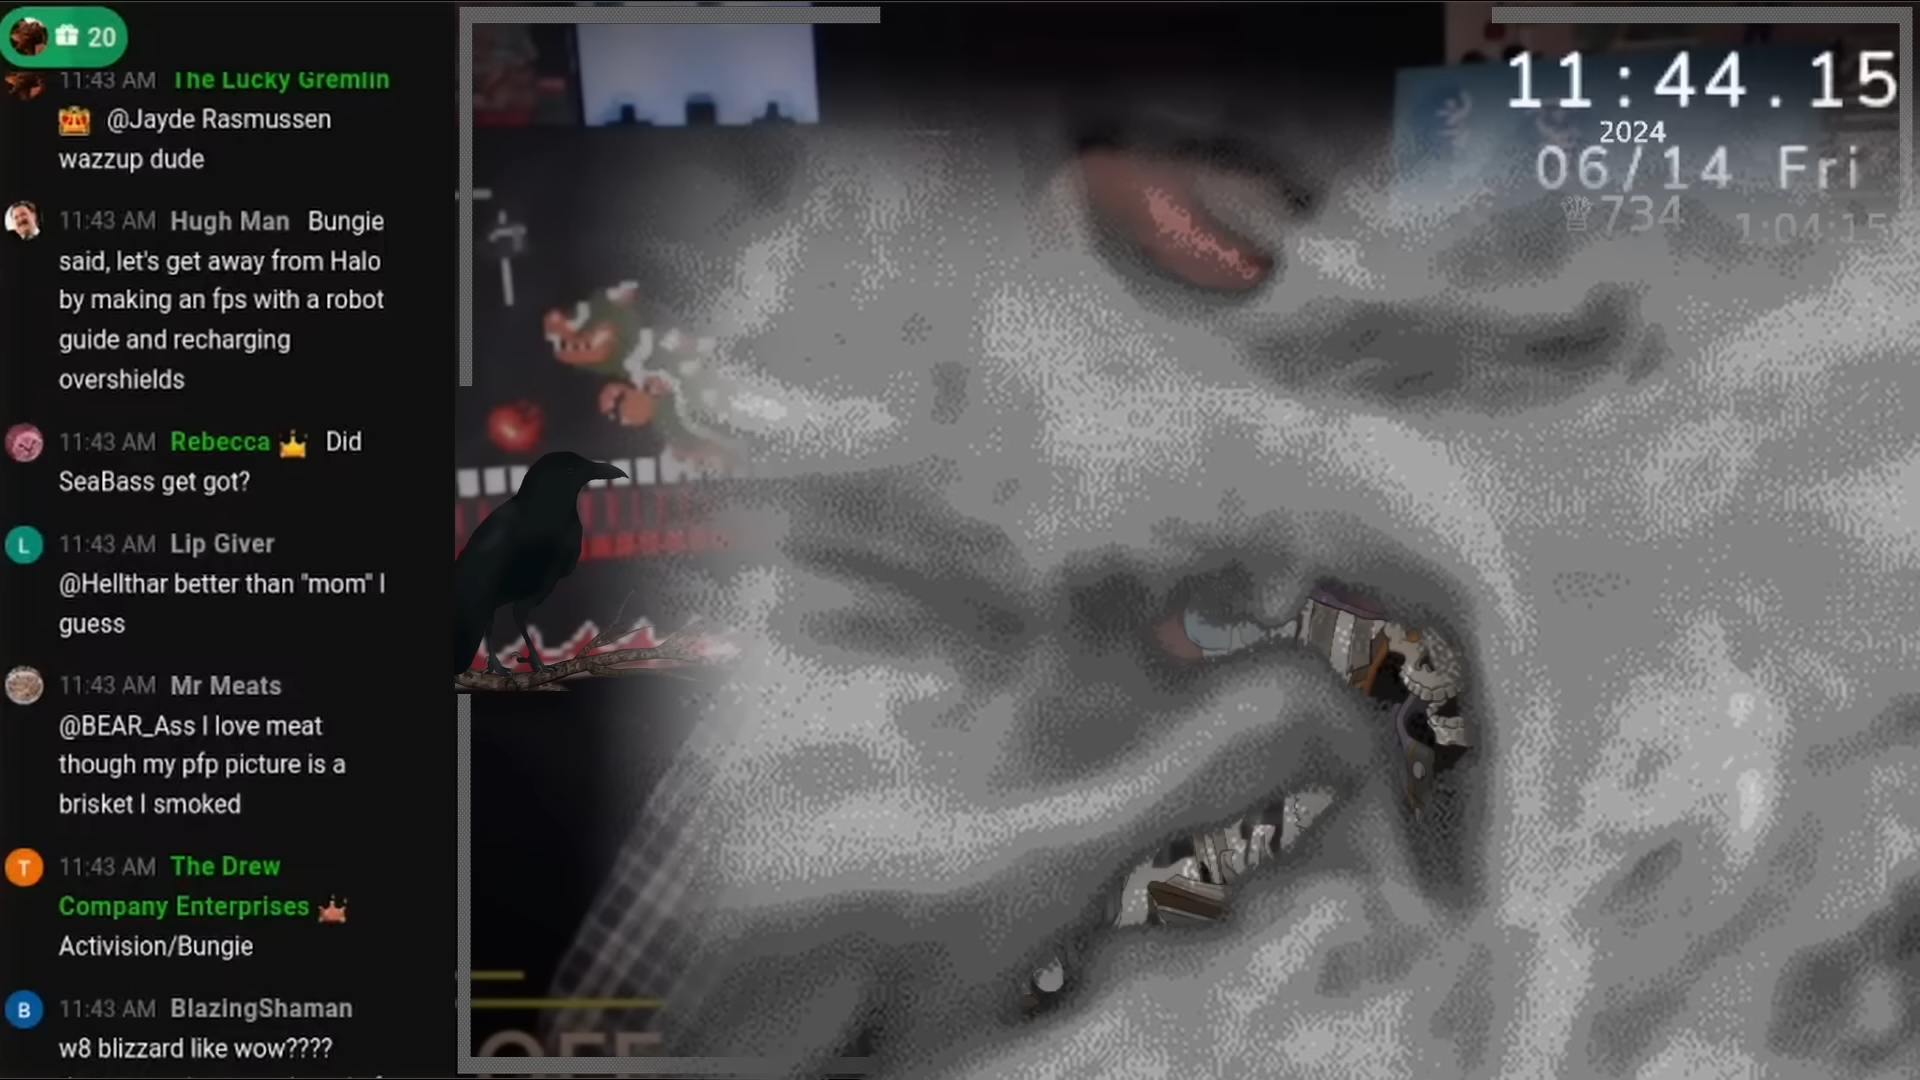 20
11:43 AM The Lucky Gremlin
@Jayde Rasmussen
wazzup dude
11:43 AM Hugh Man Bungie
said, let's get away from Halo
by making an fps with a robot
guide and recharging
overshields
11:43 AM Rebecca Did
SeaBass get got?
L 11:43 AM Lip Giver
@Hellthar better than "mom" I
guess
11:43 AM Mr Meats
@BEAR_Ass I love meat
though my pfp picture is a
brisket I smoked
T 11:43 AM The Drew
Company Enterprises
Activision/Bungie
B 11:43 AM BlazingShaman
w8 blizzard like wow????
11:44.15
2024
06/14 Fri
734 1:04:15